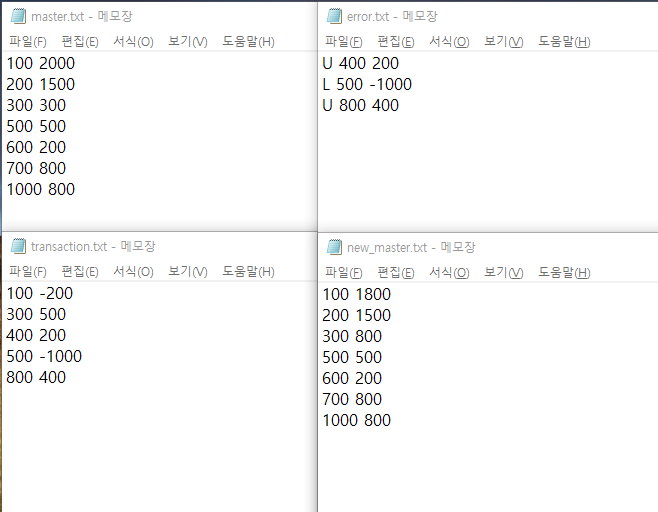 master.txt - 메모장
파일(F) 편집(E) 서식(O) 보기(V) 도움말(H)
100 2000
200 1500
300 300
500 500
600 200
700 800
1000 800
error.txt - 메모장
파일(F) 편집(E) 서식(O) 보기(V) 도움말(H)
U 400 200
L 500 -1000
U 800 400
transaction.txt - 메모장
파일(F) 편집(E) 서식(O) 보기(V) 도움말(H)
100 -200
300 500
400 200
500 -1000
800 400
new_master.txt - 메모장
파일(F) 편집(E) 서식(O) 보기(V) 도움말(H)
100 1800
200 1500
300 800
500 500
600 200
700 800
1000 800